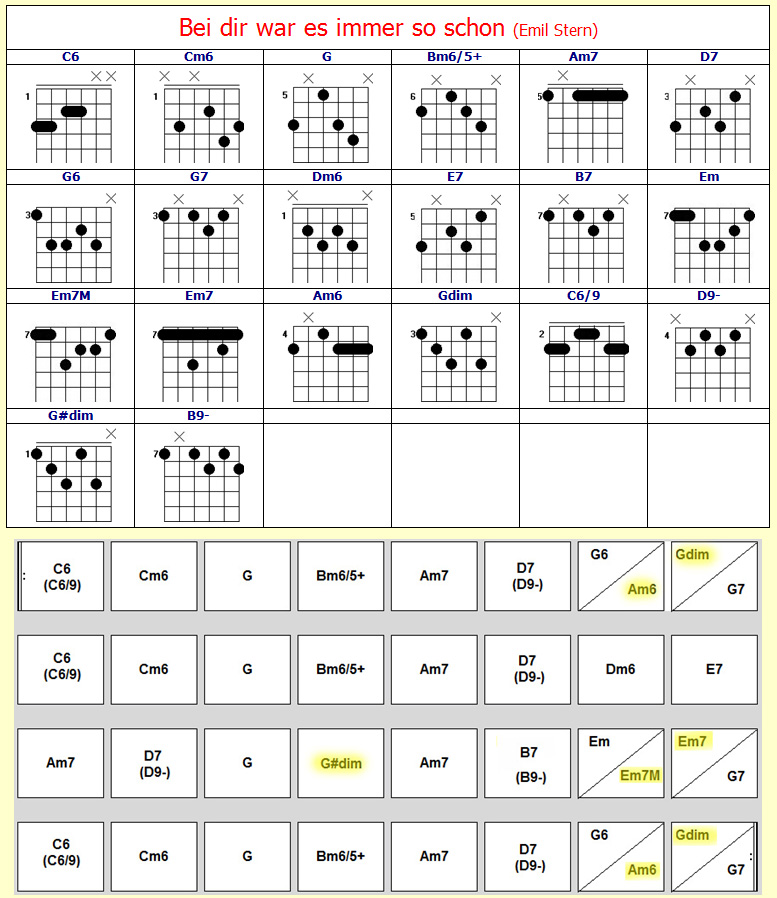 Bei dir war es immer so schon (Emil Stern)
C6 Cm6 G Bm6/5+ Am7 D7
1 1 5 6 5 3
G6 G7 Dm6 E7 B7 Em
3 3 1 5 7 7
Em7M Em7 Am6 Gdim C6/9 D9-
7 7 4 3 2 4
G#dim B9-
1 7
: C6 (C6/9) Cm6 G Bm6/5+ Am7 D7 (D9-) G6 Am6 Gdim G7
C6 (C6/9) Cm6 G Bm6/5+ Am7 D7 (D9-) Dm6 E7
Am7 D7 (D9-) G G#dim Am7 B7 (B9-) Em Em7M Em7 G7
C6 (C6/9) Cm6 G Bm6/5+ Am7 D7 (D9-) G6 Am6 Gdim G7 :